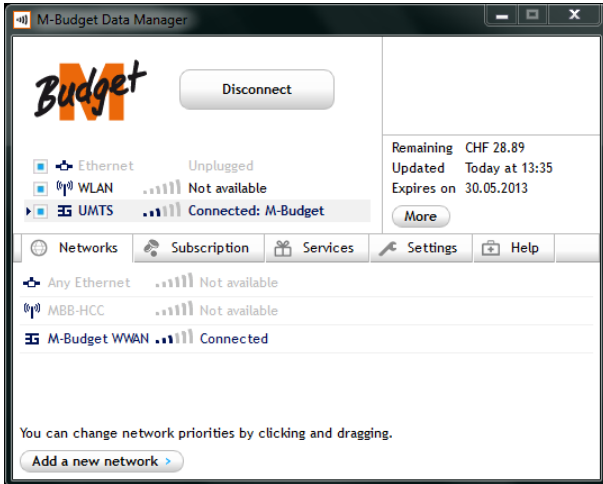 M-Budget Data Manager
M
Budget
Disconnect
Remaining CHF 28.89
Updated Today at 13:35
Expires on 30.05.2013
More
Ethernet Unplugged
WLAN Not available
3G UMTS Connected: M-Budget
Networks Subscription Services Settings Help
Any Ethernet Not available
MBB-HCC Not available
3G M-Budget WWAN Connected
You can change network priorities by clicking and dragging.
Add a new network >